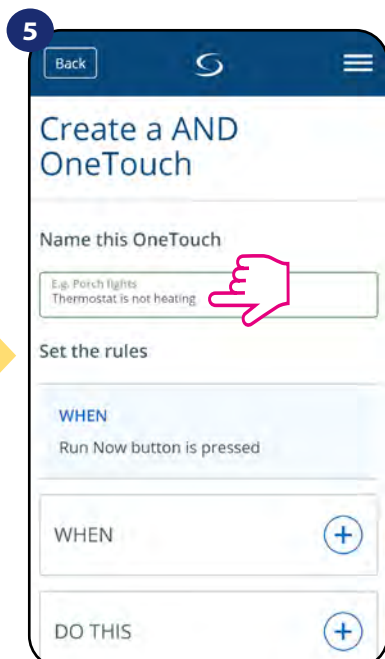 5
Back
Create a AND
OneTouch
Name this OneTouch
E.g. Porch lights
Thermostat is not heating
Set the rules
WHEN
Run Now button is pressed
WHEN
DO THIS